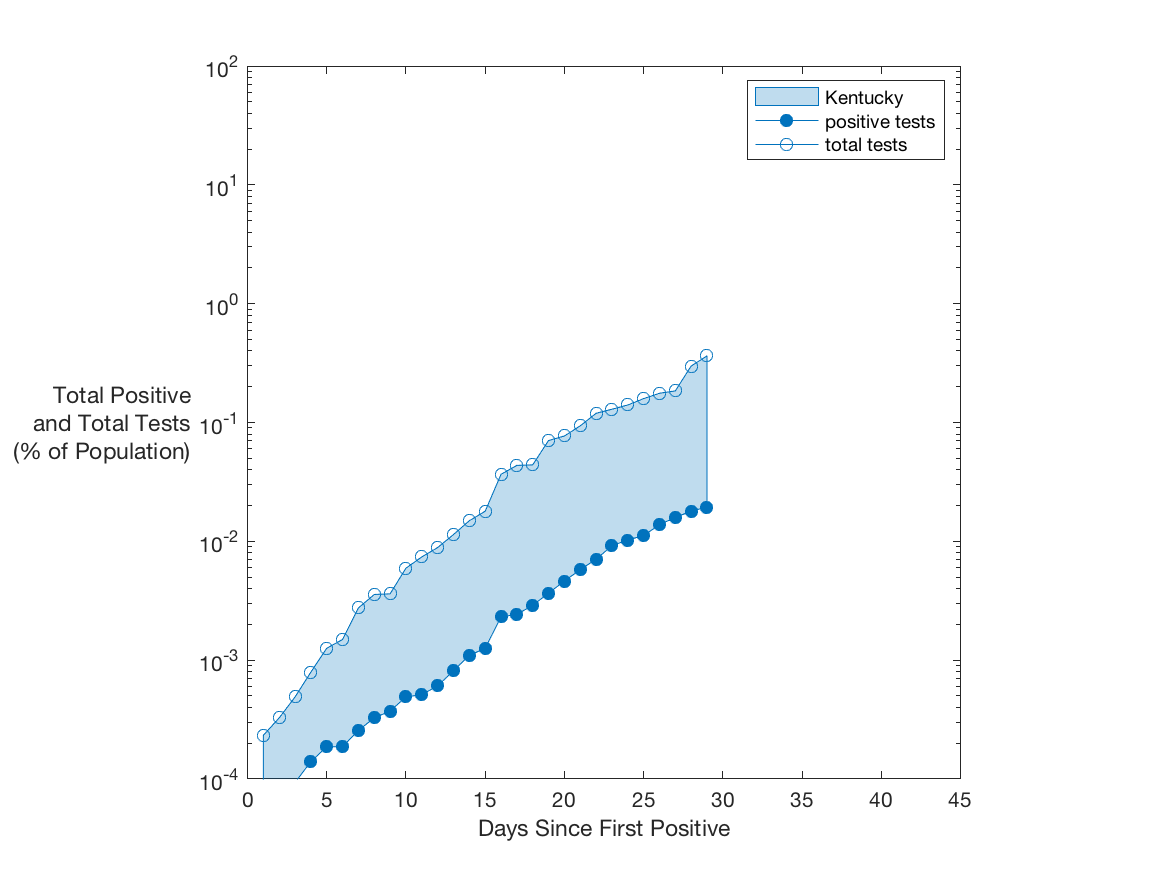 10^2
10^1
10^0
10^-1
10^-2
10^-3
10^-4
Total Positive
and Total Tests
(% of Population)
Kentucky
positive tests
total tests
0 5 10 15 20 25 30 35 40 45
Days Since First Positive